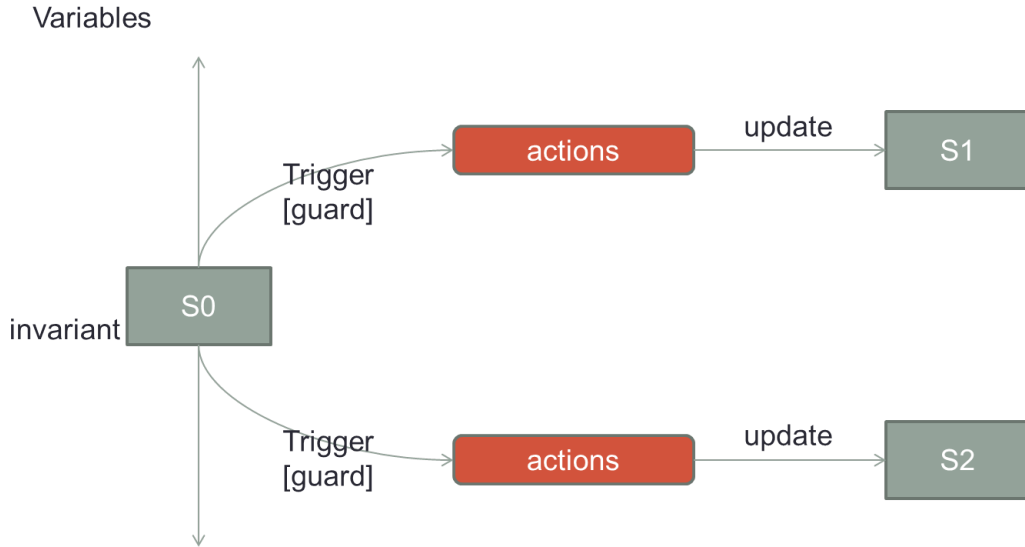 Variables
actions
update
S1
Trigger
[guard]
S0
invariant
Trigger
[guard]
actions
update
S2